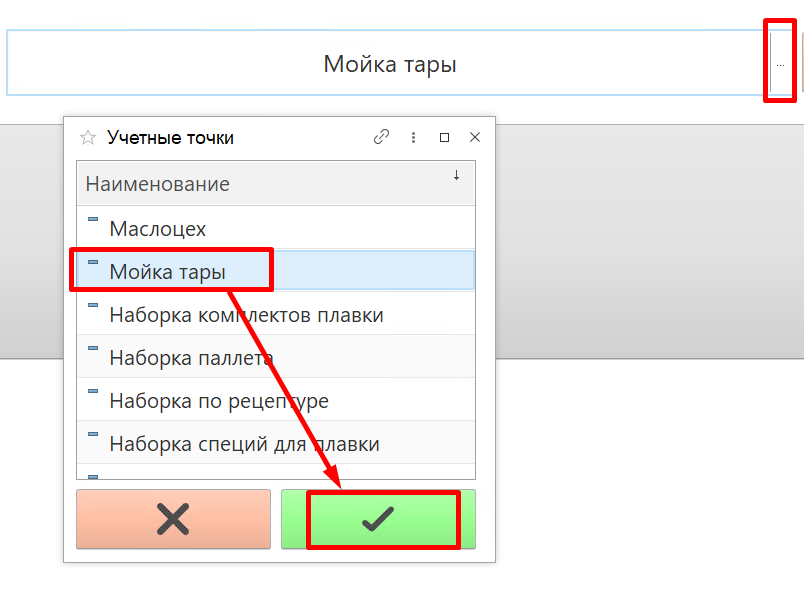 Мойка тары
...
Учетные точки
Наименование
Маслоцех
Мойка тары
Наборка комплектов плавки
Наборка паллета
Наборка по рецептуре
Наборка специй для плавки